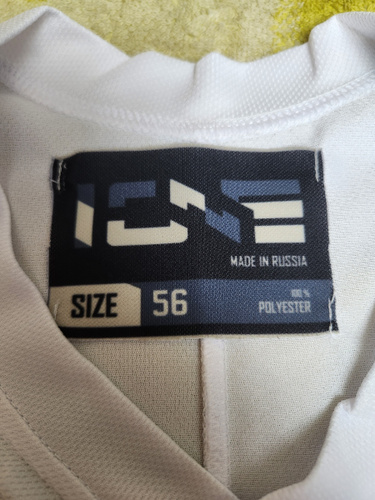 MADE IN RUSSIA
SIZE 56
100 %
POLYESTER